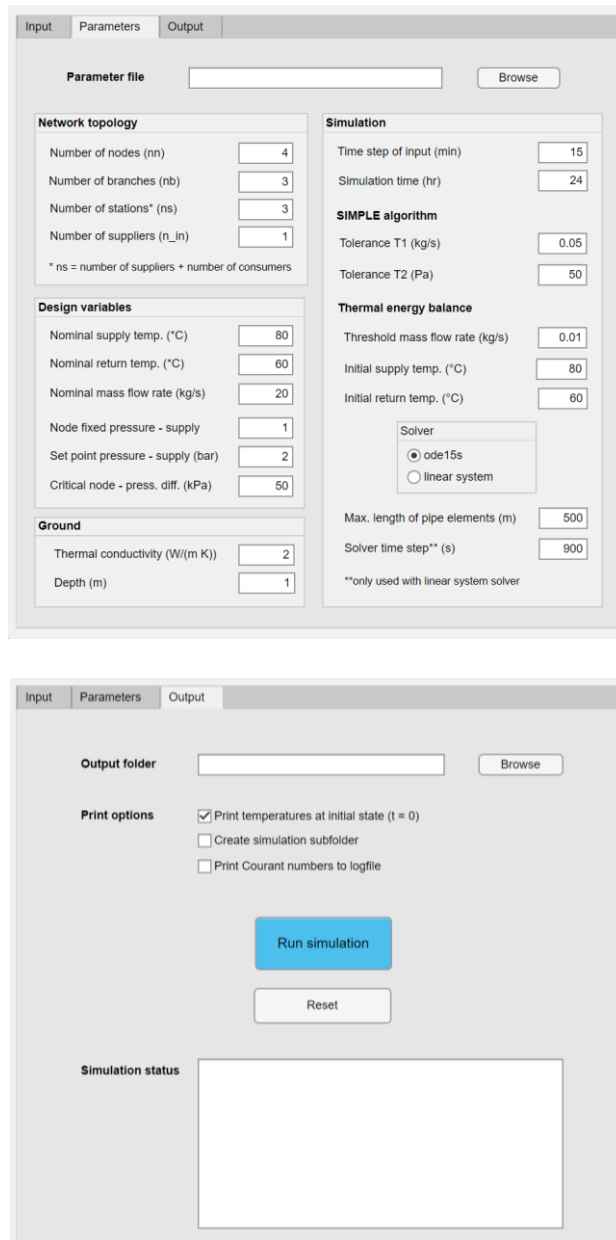 Input Parameters Output
Parameter file Browse
Network topology
Number of nodes (nn) 4
Number of branches (nb) 3
Number of stations* (ns) 3
Number of suppliers (n_in) 1
* ns = number of suppliers + number of consumers
Design variables
Nominal supply temp. (°C) 80
Nominal return temp. (°C) 60
Nominal mass flow rate (kg/s) 20
Node fixed pressure - supply 1
Set point pressure - supply (bar) 2
Critical node - press. diff. (kPa) 50
Ground
Thermal conductivity (W/(m K)) 2
Depth (m) 1
Simulation
Time step of input (min) 15
Simulation time (hr) 24
SIMPLE algorithm
Tolerance T1 (kg/s) 0.05
Tolerance T2 (Pa) 50
Thermal energy balance
Threshold mass flow rate (kg/s) 0.01
Initial supply temp. (°C) 80
Initial return temp. (°C) 60
Solver
ode15s
linear system
Max. length of pipe elements (m) 500
Solver time step** (s) 900
**only used with linear system solver
Input Parameters Output
Output folder Browse
Print options Print temperatures at initial state (t = 0)
Create simulation subfolder
Print Courant numbers to logfile
Run simulation
Reset
Simulation status